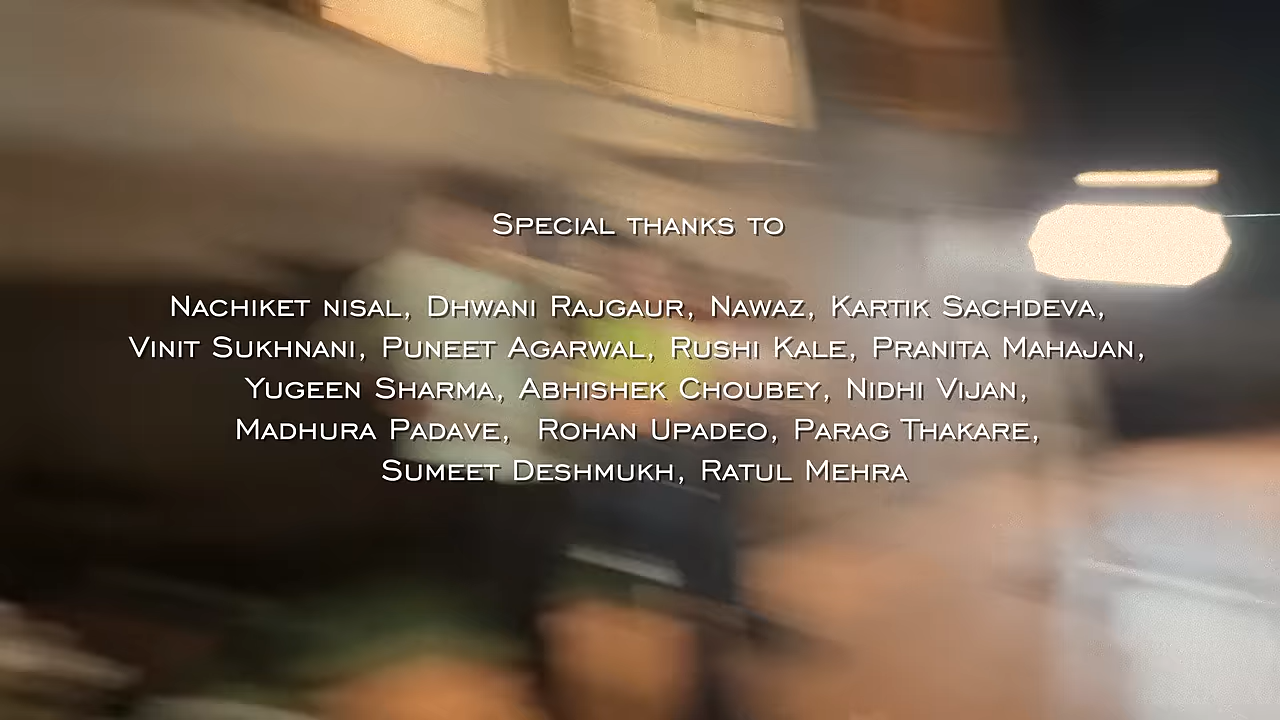 Special thanks to
Nachiket nisal, Dhwani Rajgaur, Nawaz, Kartik Sachdeva,
Vinit Sukhnani, Puneet Agarwal, Rushi Kale, Pranita Mahajan,
Yugeen Sharma, Abhishek Choubey, Nidhi Vijan,
Madhura Padave, Rohan Upadeo, Parag Thakare,
Sumeet Deshmukh, Ratul Mehra